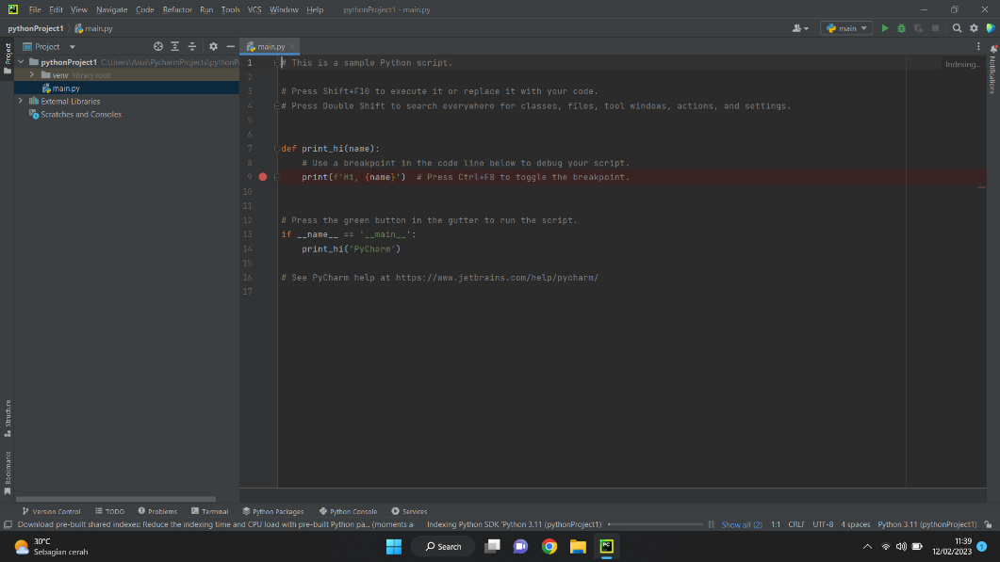 PC File Edit View Navigate Code Refactor Run Tools VCS Window Help pythonProject1 - main.py
pythonProject1 main.py main
Project main.py
Project
pythonProject1 C:\Users\Asus\PycharmProjects\pythonP
venv library root
main.py
External Libraries
Scratches and Consoles
Structure
Bookmarks
1 # This is a sample Python script.
2
3 # Press Shift+F10 to execute it or replace it with your code.
4 # Press Double Shift to search everywhere for classes, files, tool windows, actions, and settings.
5
6
7 def print_hi(name):
8 # Use a breakpoint in the code line below to debug your script.
9 print(f'Hi, {name}') # Press Ctrl+F8 to toggle the breakpoint.
10
11
12 # Press the green button in the gutter to run the script.
13 if __name__ == '__main__':
14 print_hi('PyCharm')
15
16 # See PyCharm help at https://www.jetbrains.com/help/pycharm/
17
Indexing...
Notifications
Version Control TODO Problems Terminal Python Packages Python Console Services
Download pre-built shared indexes: Reduce the indexing time and CPU load with pre-built Python pa... (moments a Indexing Python SDK 'Python 3.11 (pythonProject1)' Show all (2) 1:1 CRLF UTF-8 4 spaces Python 3.11 (pythonProject1)
30°C
Sebagian cerah
Search
PC
11:39
12/02/2023
1